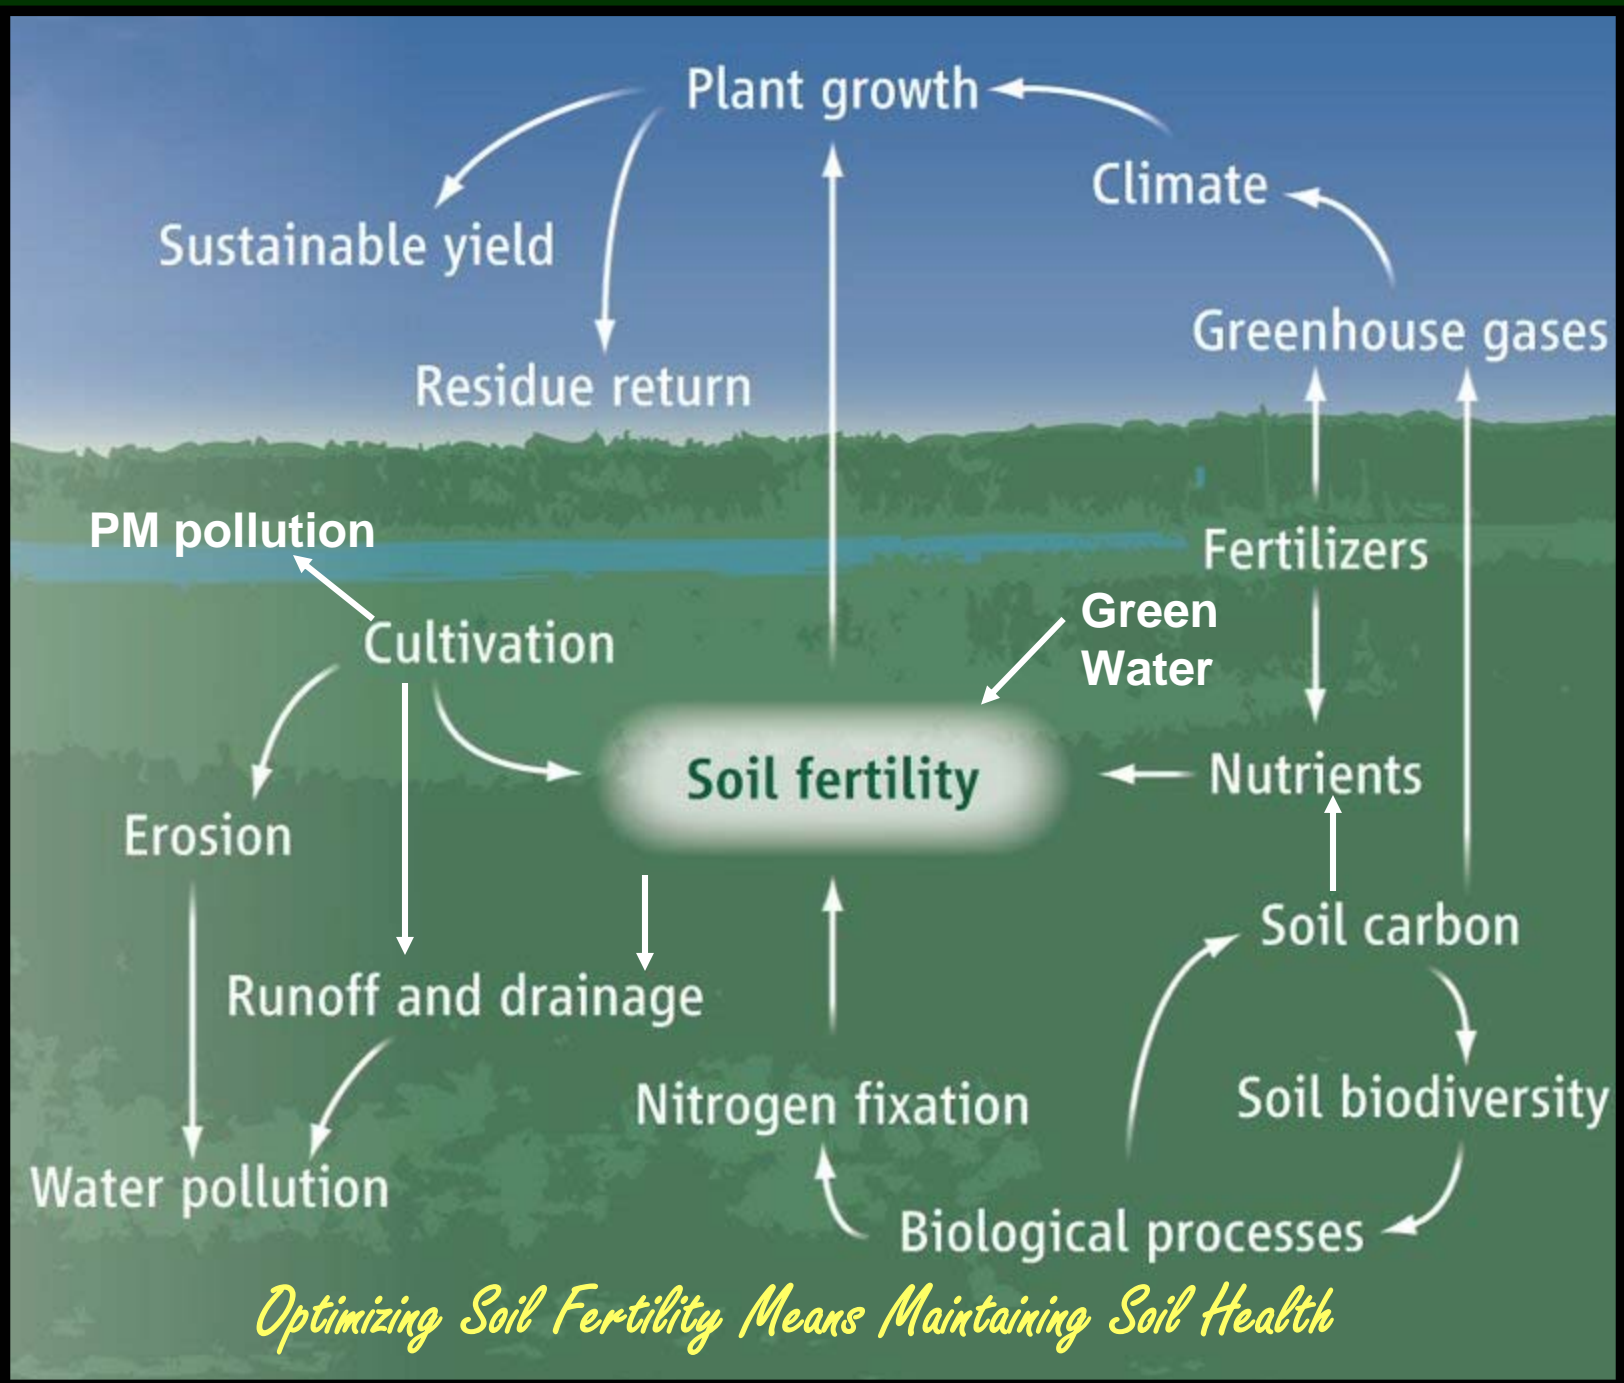 Plant growth
Climate
Sustainable yield
Greenhouse gases
Residue return
PM pollution
Fertilizers
Green
Water
Cultivation
Soil fertility
Nutrients
Erosion
Soil carbon
Runoff and drainage
Nitrogen fixation
Soil biodiversity
Water pollution
Biological processes
Optimizing Soil Fertility Means Maintaining Soil Health